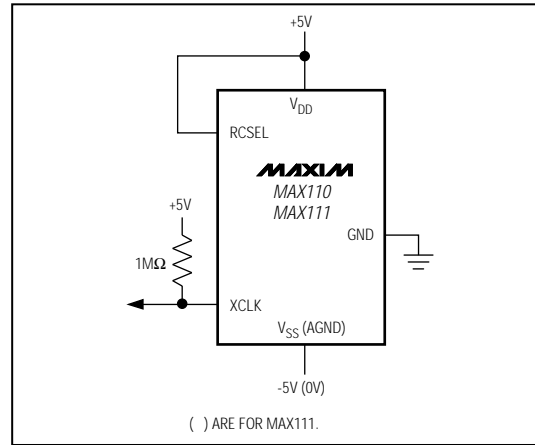 +5V
VDD
RCSEL
MAXIM
MAX110
MAX111
+5V
GND
1MΩ
XCLK
VSS (AGND)
-5V (0V)
( ) ARE FOR MAX111.